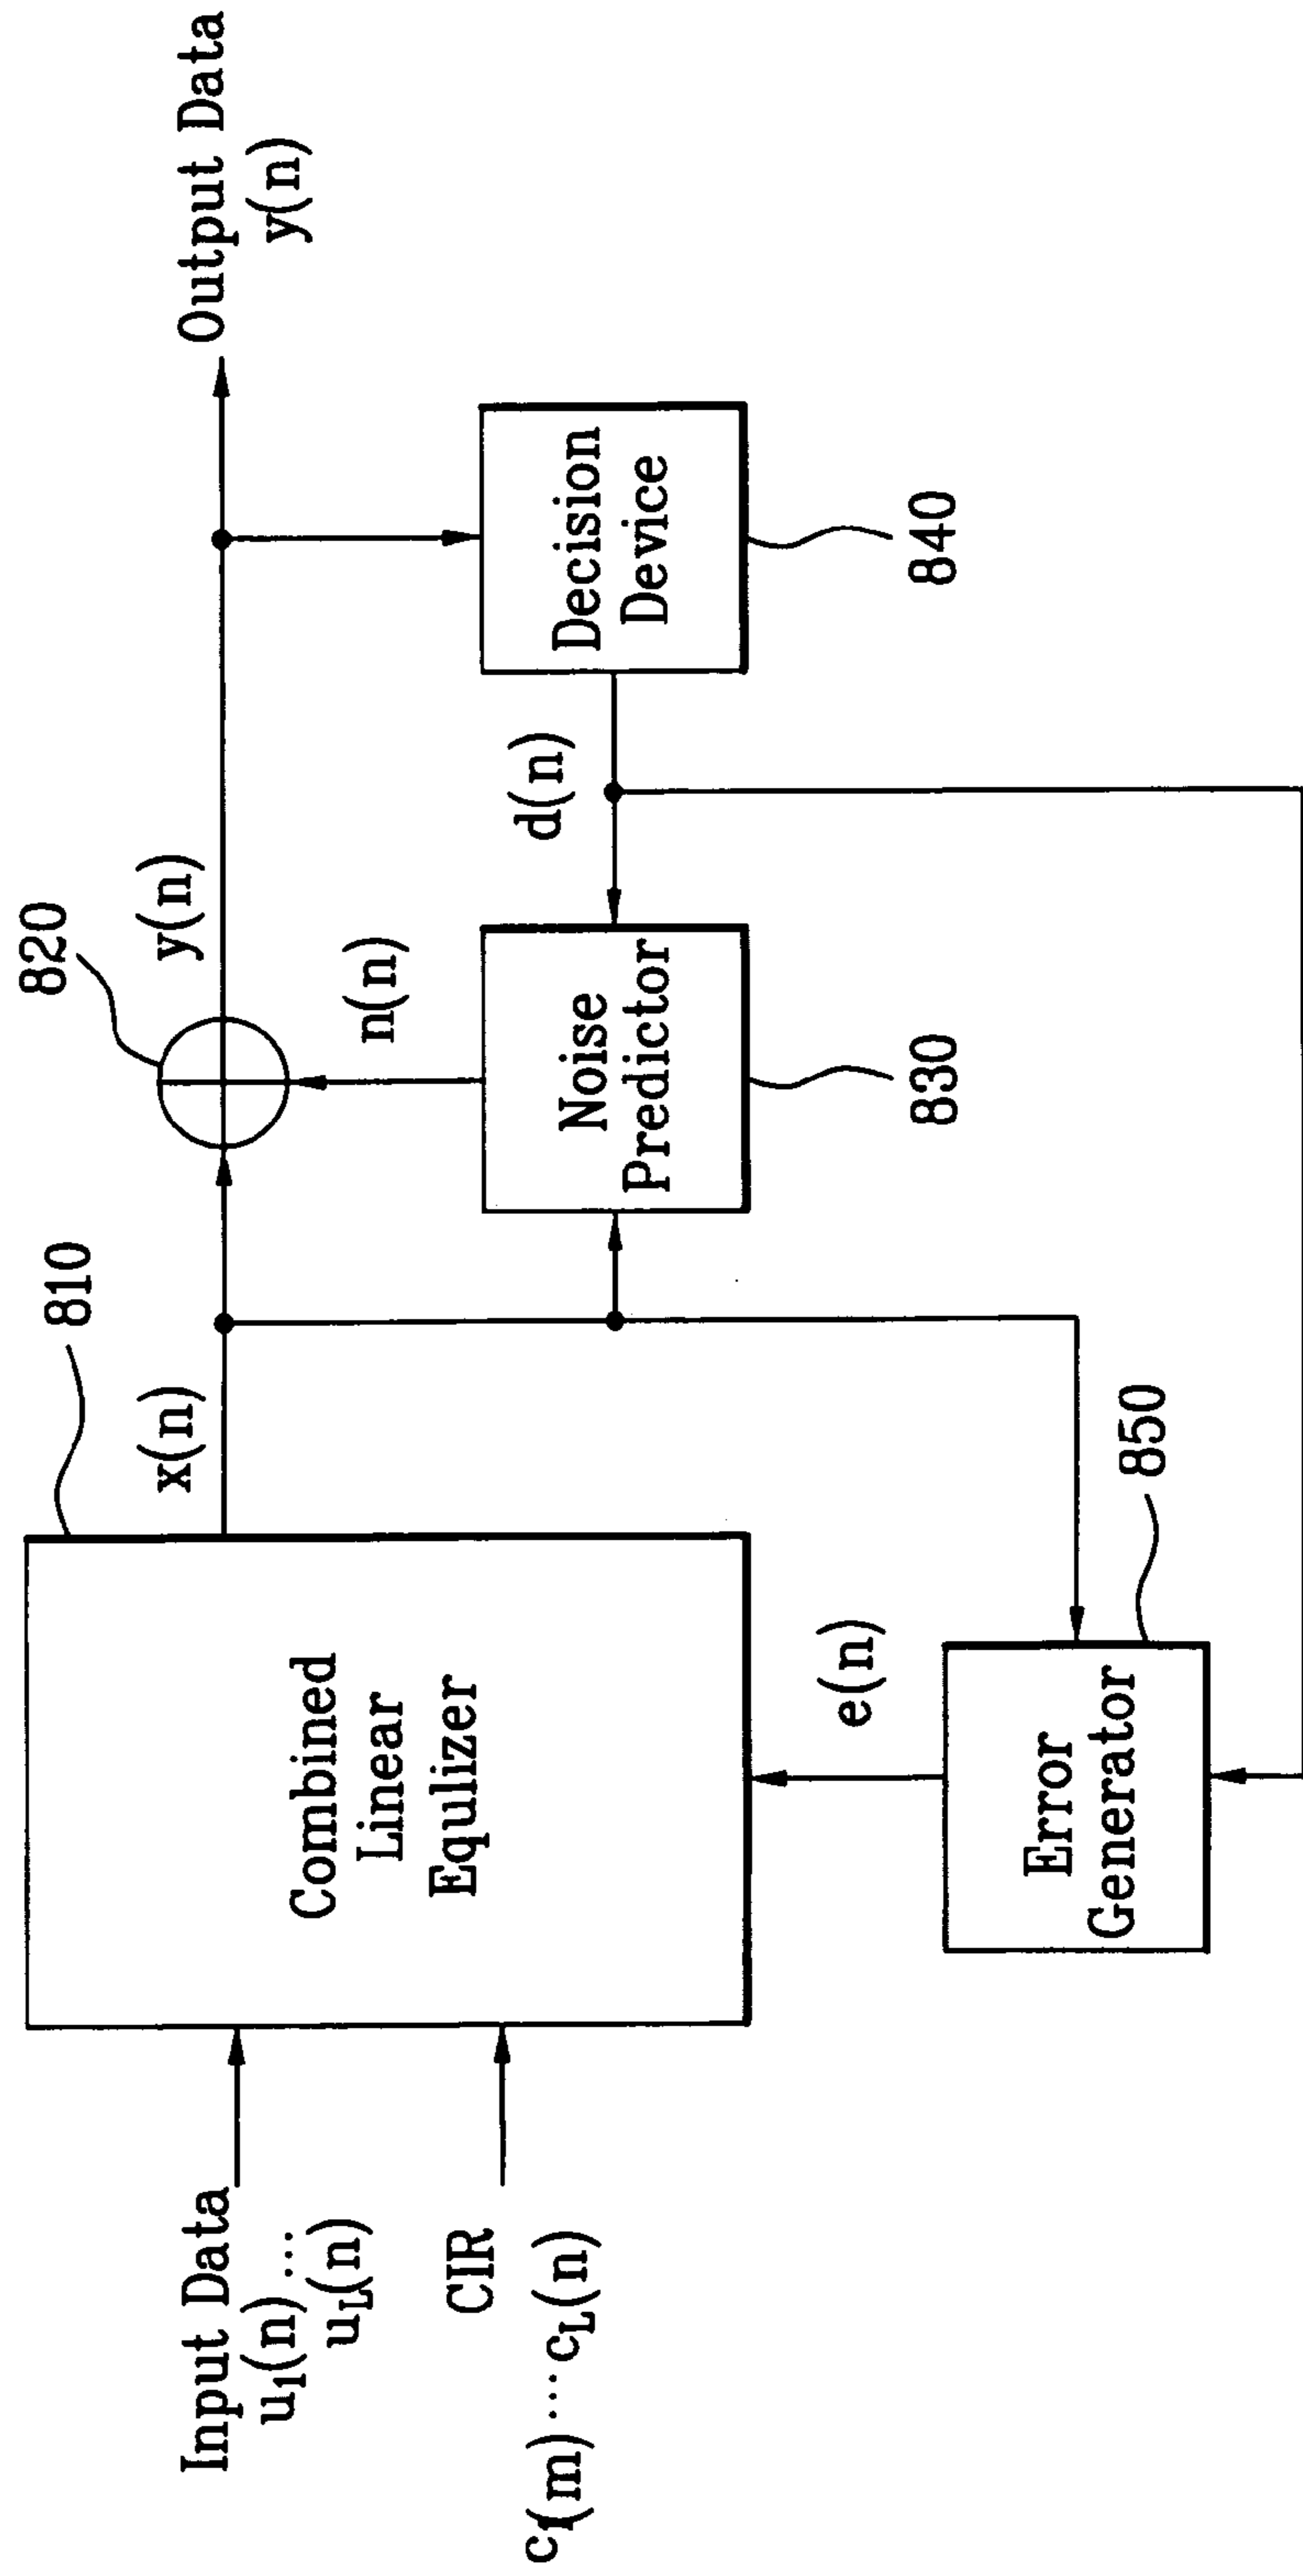 Input Data
u1(n)...
uL(n)
CIR
c1(m)...cL(n)
Combined
Linear
Equlizer
810
x(n)
820
y(n)
Output Data
y(n)
n(n)
Noise
Predictor
830
d(n)
Decision
Device
840
e(n)
Error
Generator
850